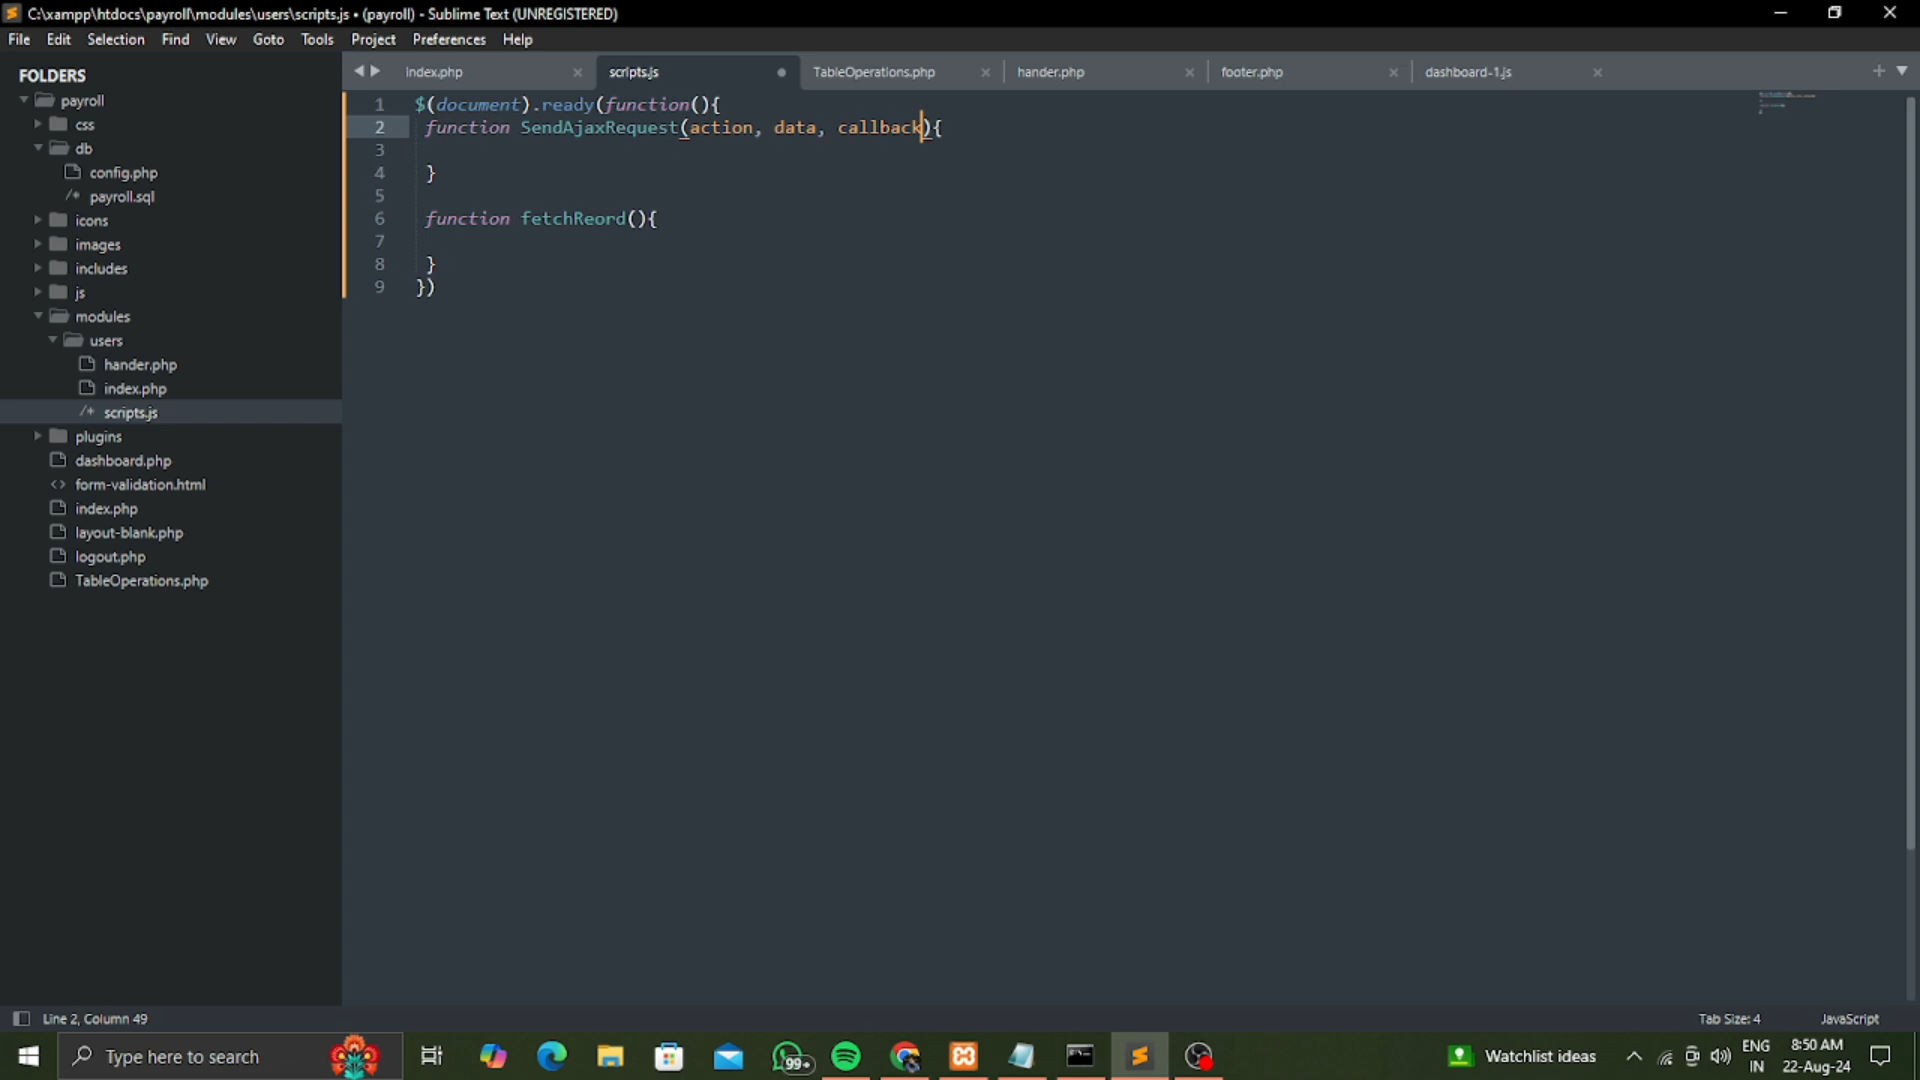 C:\xampp\htdocs\payroll\modules\users\scripts.js • (payroll) - Sublime Text (UNREGISTERED)
File Edit Selection Find View Goto Tools Project Preferences Help
FOLDERS
payroll
css
db
config.php
payroll.sql
icons
images
includes
js
modules
users
hander.php
index.php
scripts.js
plugins
dashboard.php
form-validation.html
index.php
layout-blank.php
logout.php
TableOperations.php
index.php scripts.js TableOperations.php hander.php footer.php dashboard-1.js
1 $(document).ready(function(){
2 function SendAjaxRequest(action, data, callback){
3
4 }
5
6 function fetchReord(){
7
8 }
9 })
Line 2, Column 49 Tab Size: 4 JavaScript
Type here to search 99+ Watchlist ideas ENG 8:50 AM
IN 22-Aug-24